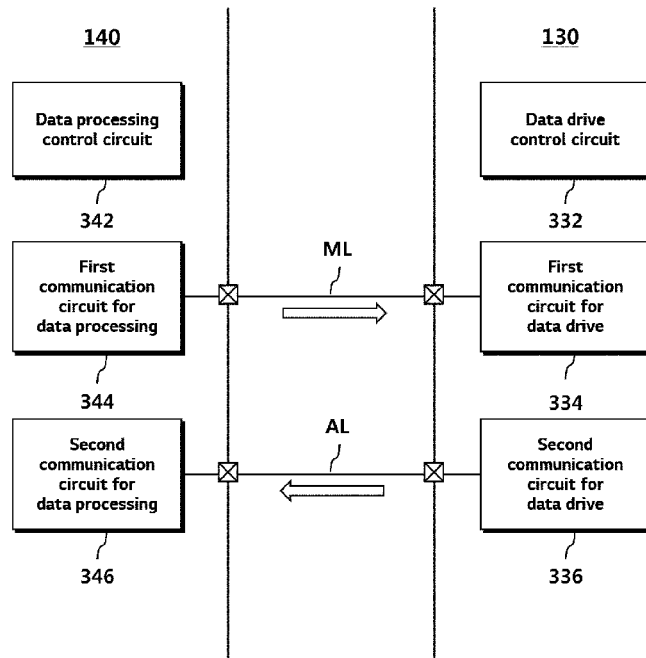 140
130
Data processing
control circuit
Data drive
control circuit
342
332
First
communication
circuit for
data processing
ML
First
communication
circuit for
data drive
344
334
Second
communication
circuit for
data processing
AL
Second
communication
circuit for
data drive
346
336